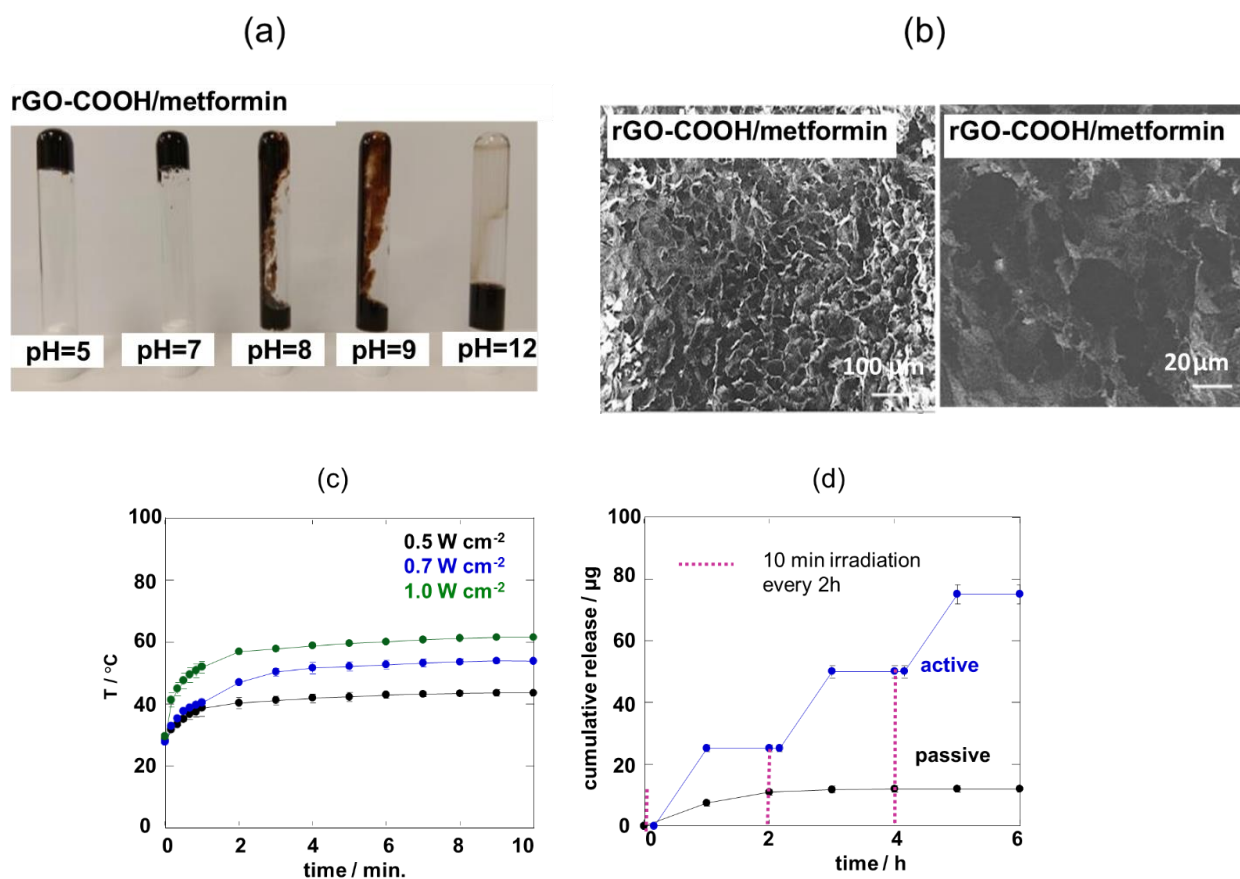 (a)
(b)
rGO-COOH/metformin
pH=5
pH=7
pH=8
pH=9
pH=12
rGO-COOH/metformin
100 µm
rGO-COOH/metformin
20µm
(c)
100
80
60
40
20
0
T / °C
0.5 W cm⁻²
0.7 W cm⁻²
1.0 W cm⁻²
0
2
4
6
8
10
time / min.
(d)
100
80
60
40
20
0
cumulative release / µg
10 min irradiation
every 2h
active
passive
0
2
4
6
time / h